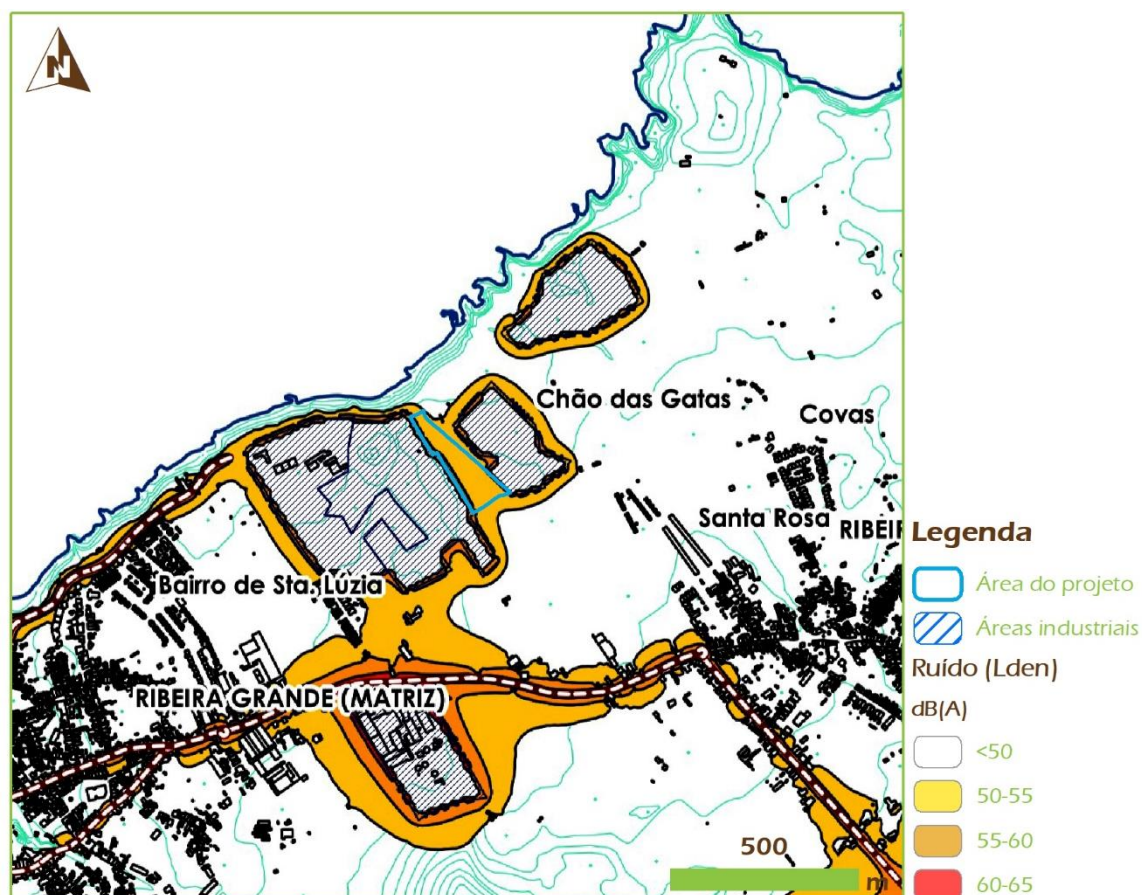 N
Chão das Gatas
Covas
Santa Rosa
RIBEIR
Bairro de Sta. Lúzia
RIBEIRA GRANDE (MATRIZ)
500
m
Legenda
Área do projeto
Áreas industriais
Ruído (Lden)
dB(A)
<50
50-55
55-60
60-65